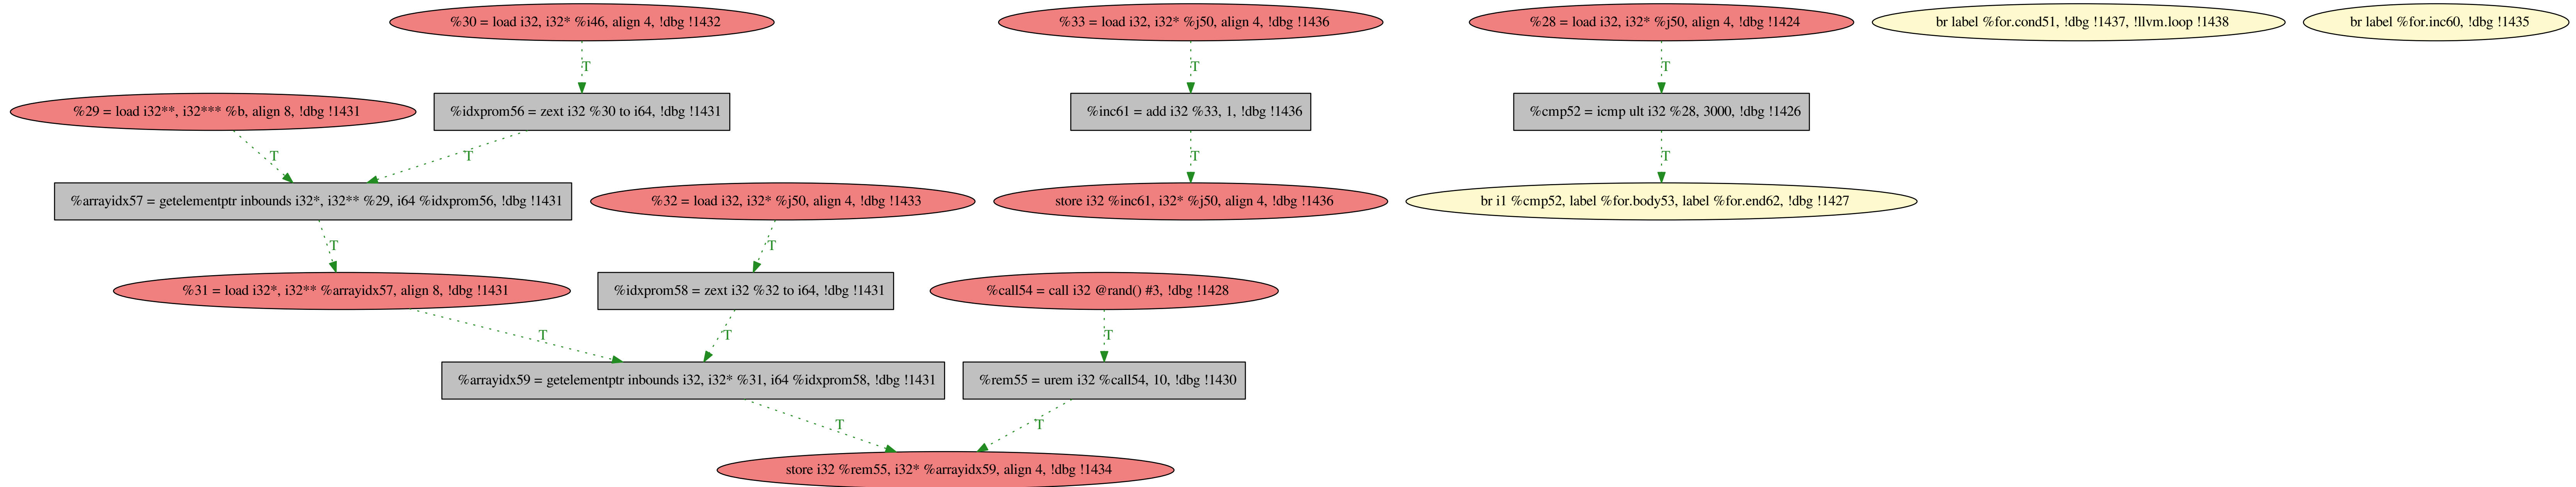 %30 = load i32, i32* %i46, align 4, !dbg !1432
%33 = load i32, i32* %j50, align 4, !dbg !1436
%28 = load i32, i32* %j50, align 4, !dbg !1424
br label %for.cond51, !dbg !1437, !llvm.loop !1438
br label %for.inc60, !dbg !1435
T
T
T
%29 = load i32**, i32*** %b, align 8, !dbg !1431
%idxprom56 = zext i32 %30 to i64, !dbg !1431
%inc61 = add i32 %33, 1, !dbg !1436
%cmp52 = icmp ult i32 %28, 3000, !dbg !1426
T
T
T
T
%arrayidx57 = getelementptr inbounds i32*, i32** %29, i64 %idxprom56, !dbg !1431
%32 = load i32, i32* %j50, align 4, !dbg !1433
store i32 %inc61, i32* %j50, align 4, !dbg !1436
br i1 %cmp52, label %for.body53, label %for.end62, !dbg !1427
T
T
%31 = load i32*, i32** %arrayidx57, align 8, !dbg !1431
%idxprom58 = zext i32 %32 to i64, !dbg !1431
%call54 = call i32 @rand() #3, !dbg !1428
T
T
T
%arrayidx59 = getelementptr inbounds i32, i32* %31, i64 %idxprom58, !dbg !1431
%rem55 = urem i32 %call54, 10, !dbg !1430
T
T
store i32 %rem55, i32* %arrayidx59, align 4, !dbg !1434